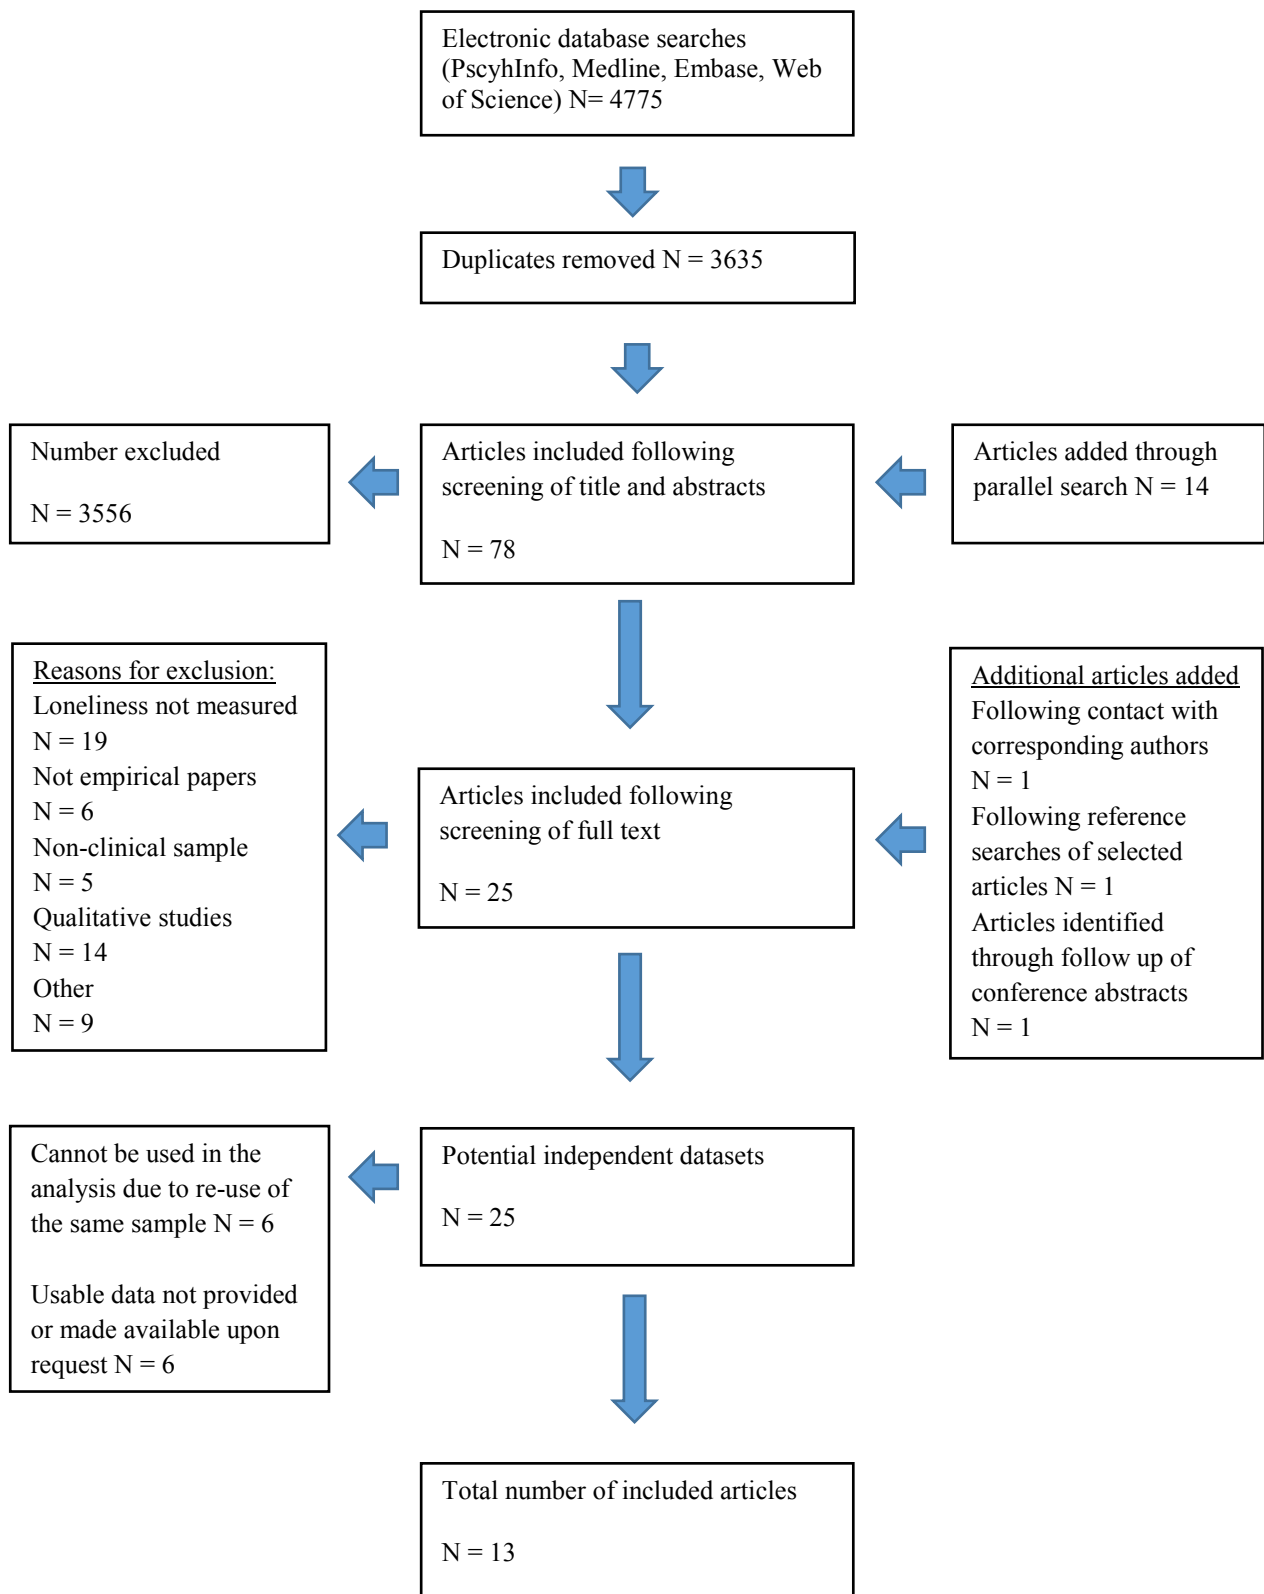 Electronic database searches
(PscyhInfo, Medline, Embase, Web
of Science) N= 4775
Duplicates removed N = 3635
Number excluded
N = 3556
Articles included following
screening of title and abstracts
N = 78
Articles added through
parallel search N = 14
Reasons for exclusion:
Loneliness not measured
N = 19
Not empirical papers
N = 6
Non-clinical sample
N = 5
Qualitative studies
N = 14
Other
N = 9
Articles included following
screening of full text
N = 25
Additional articles added
Following contact with
corresponding authors
N = 1
Following reference
searches of selected
articles N = 1
Articles identified
through follow up of
conference abstracts
N = 1
Cannot be used in the
analysis due to re-use of
the same sample N = 6
Usable data not provided
or made available upon
request N = 6
Potential independent datasets
N = 25
Total number of included articles
N = 13